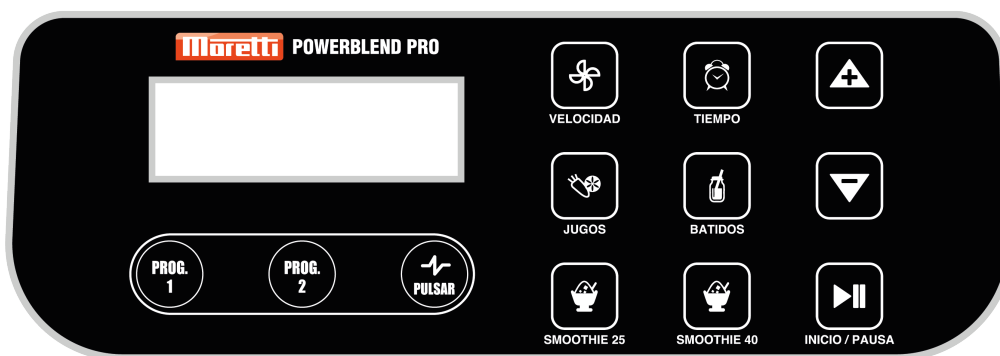 Moretti POWERBLEND PRO
VELOCIDAD
TIEMPO
+
JUGOS
BATIDOS
-
PROG.
1
PROG.
2
PULSAR
SMOOTHIE 25
SMOOTHIE 40
INICIO / PAUSA